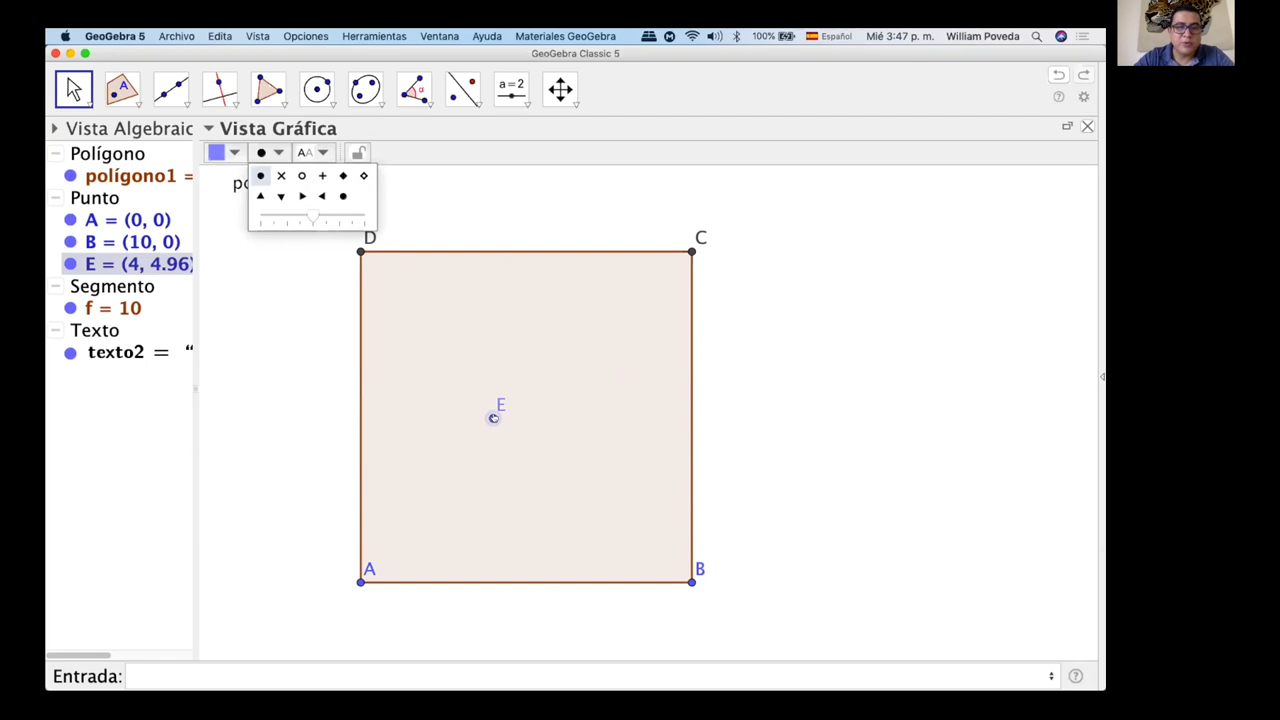 GeoGebra 5 Archivo Edita Vista Opciones Herramientas Ventana Ayuda Materiales GeoGebra 100% Español Mié 3:47 p. m. William Poveda
GeoGebra Classic 5
A
α
a=2
Vista Algebraic
Vista Gráfica
AA
Polígono
polígono1 =
Punto
A = (0, 0)
B = (10, 0)
E = (4, 4.96)
Segmento
f = 10
Texto
texto2 = “
po
D
C
E
A
B
Entrada: